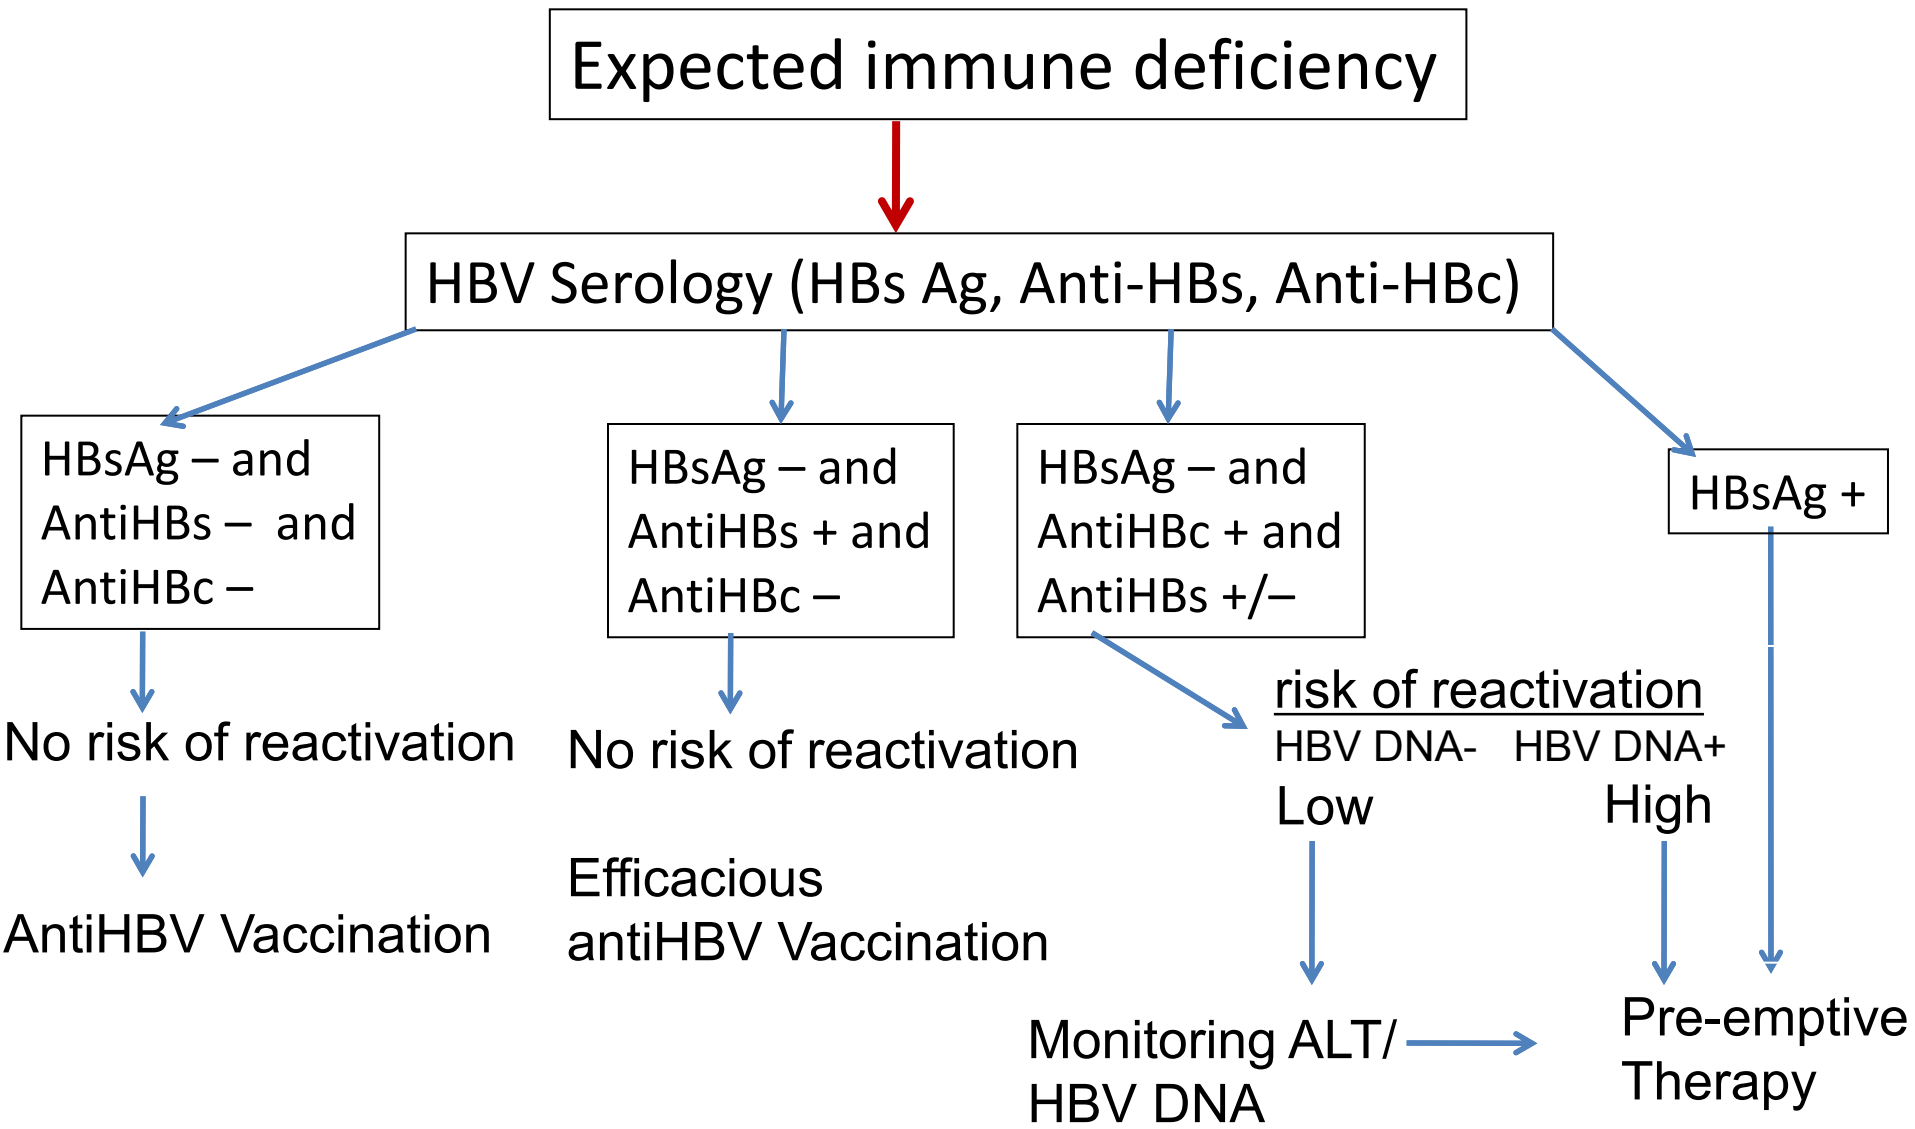 Expected immune deficiency
HBV Serology (HBs Ag, Anti-HBs, Anti-HBc)
HBsAg – and
AntiHBs –  and
AntiHBc –
HBsAg – and
AntiHBs + and
AntiHBc –
HBsAg – and
AntiHBc + and
AntiHBs +/–
HBsAg +
No risk of reactivation
AntiHBV Vaccination
No risk of reactivation
Efficacious
antiHBV Vaccination
risk of reactivation
HBV DNA- HBV DNA+
Low High
Monitoring ALT/
HBV DNA
Pre-emptive
Therapy